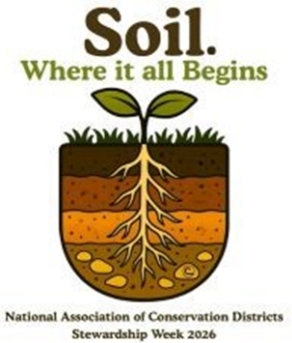 Soil.
Where it all Begins
National Association of Conservation Districts
Stewardship Week 2026